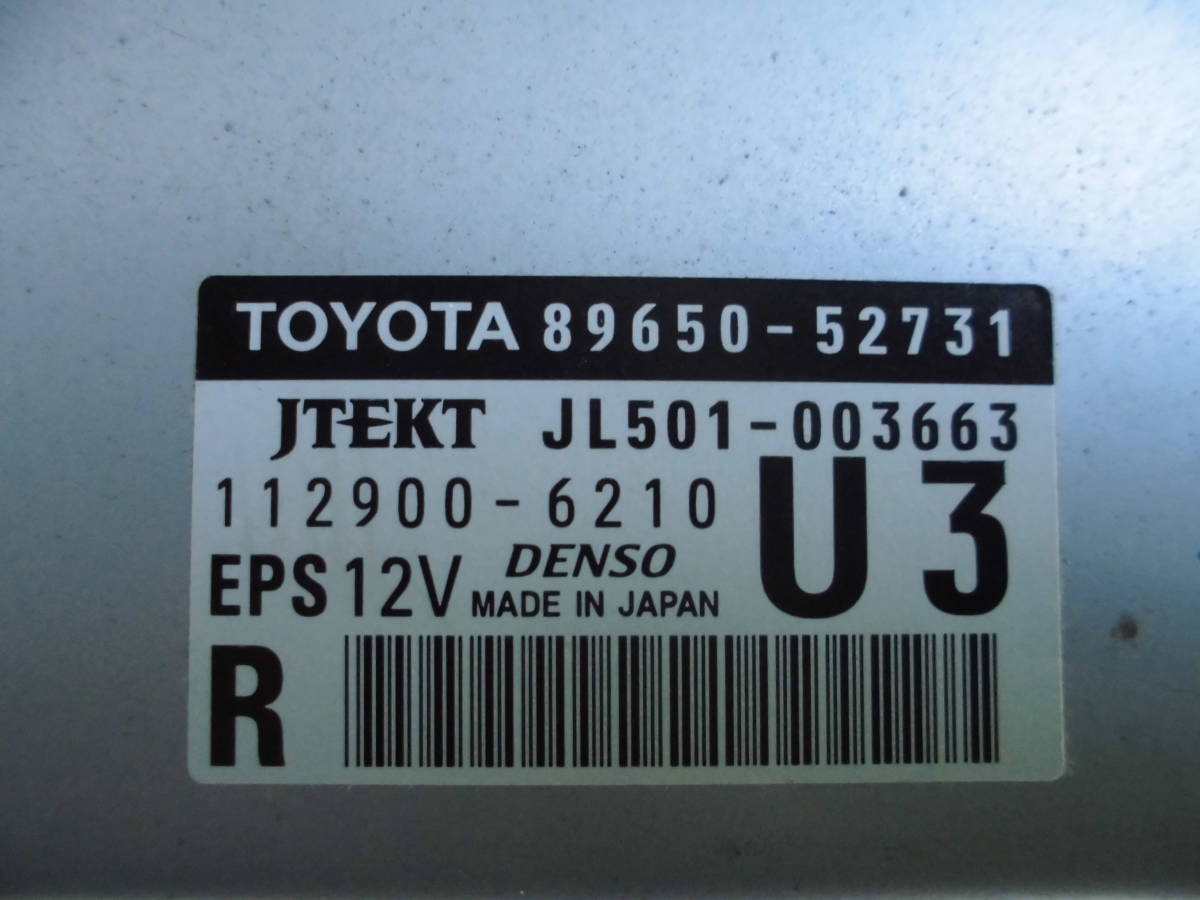 TOYOTA 89650-52731
JTEKT JL501-003663
112900-6210 U3
EPS 12V DENSO
MADE IN JAPAN
R